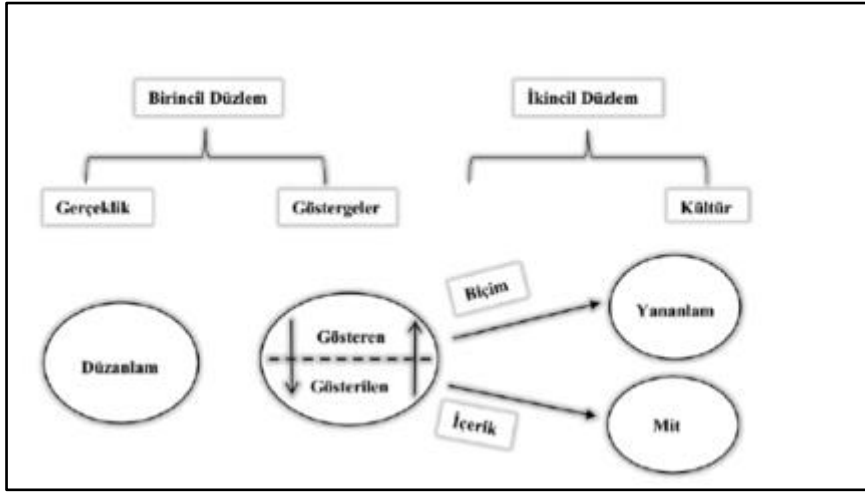 Birincil Düzlem
İkincil Düzlem
Gerçeklik
Göstergeler
Kültür
Biçim
Yananlam
Gösteren
Düzanlam
Gösterilen
İçerik
Mit